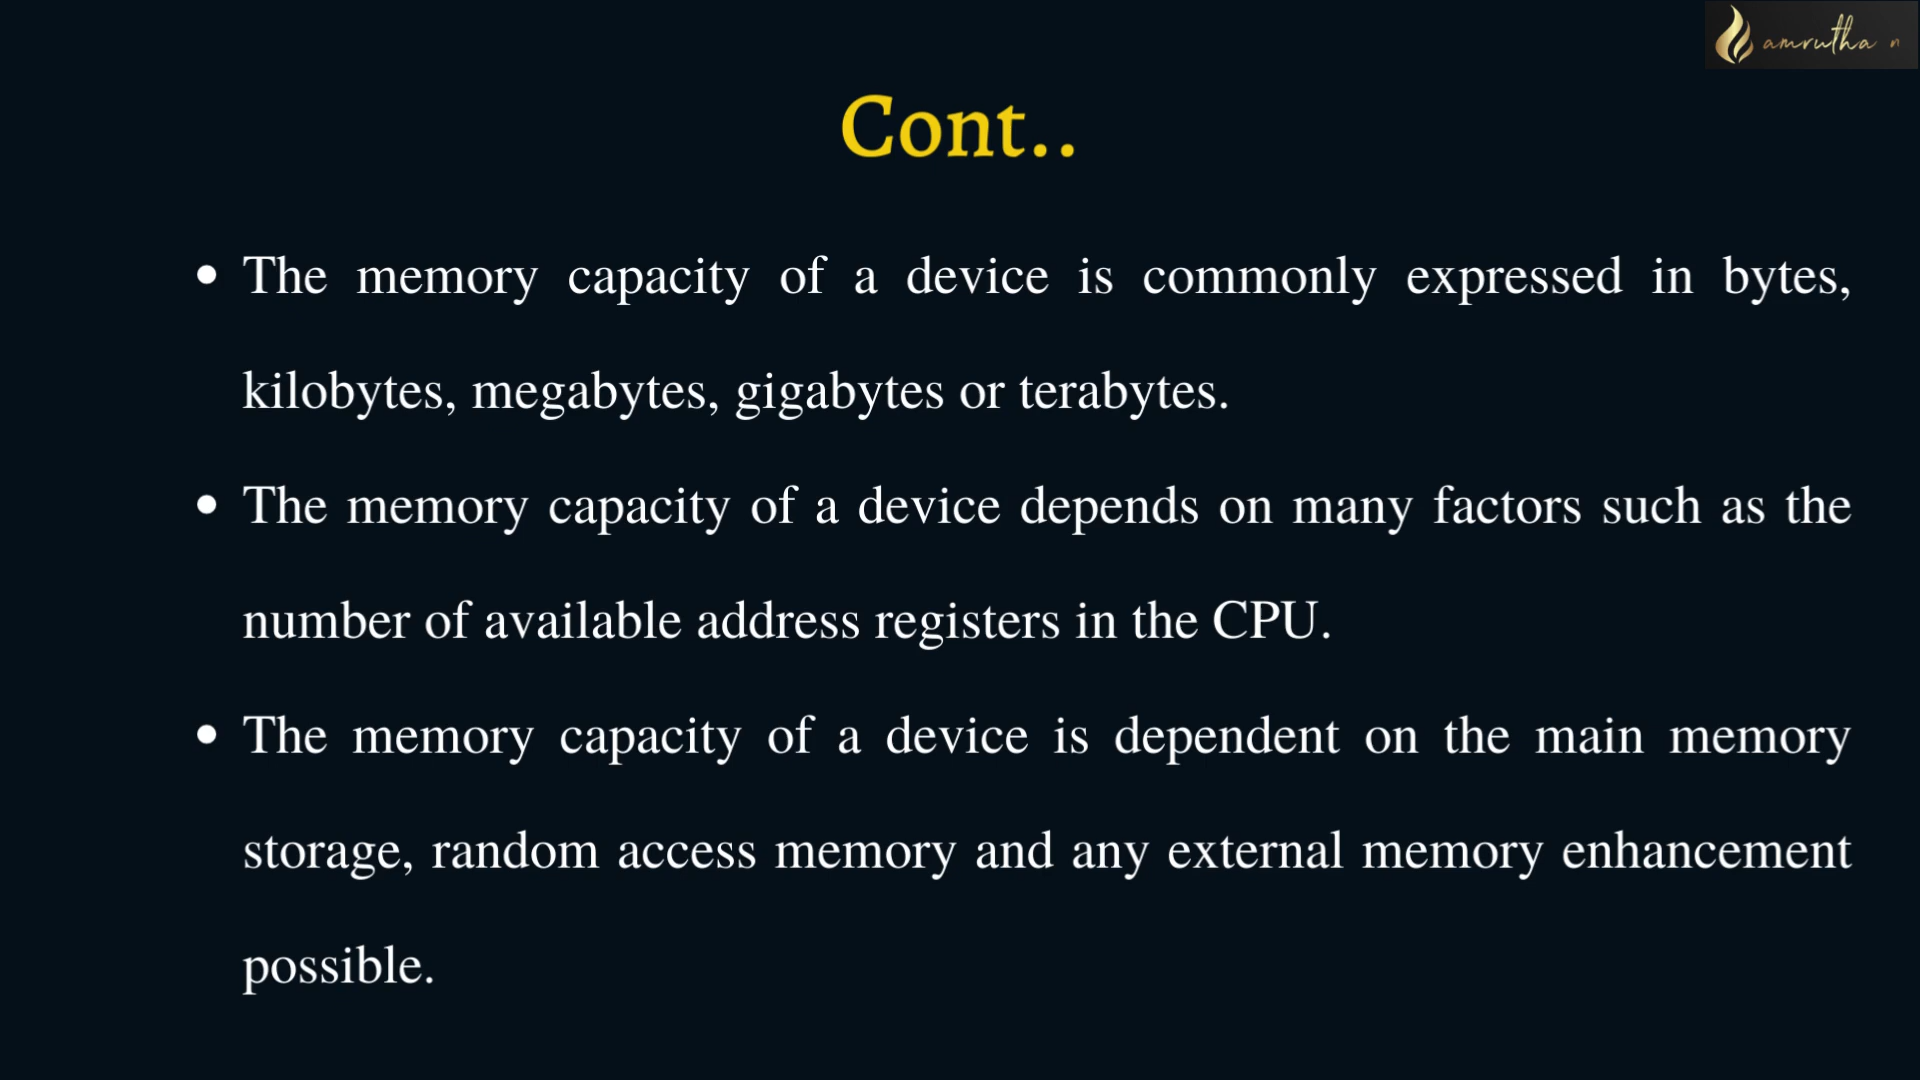 amrutha n
Cont..
• The memory capacity of a device is commonly expressed in bytes,
kilobytes, megabytes, gigabytes or terabytes.
• The memory capacity of a device depends on many factors such as the
number of available address registers in the CPU.
• The memory capacity of a device is dependent on the main memory
storage, random access memory and any external memory enhancement
possible.